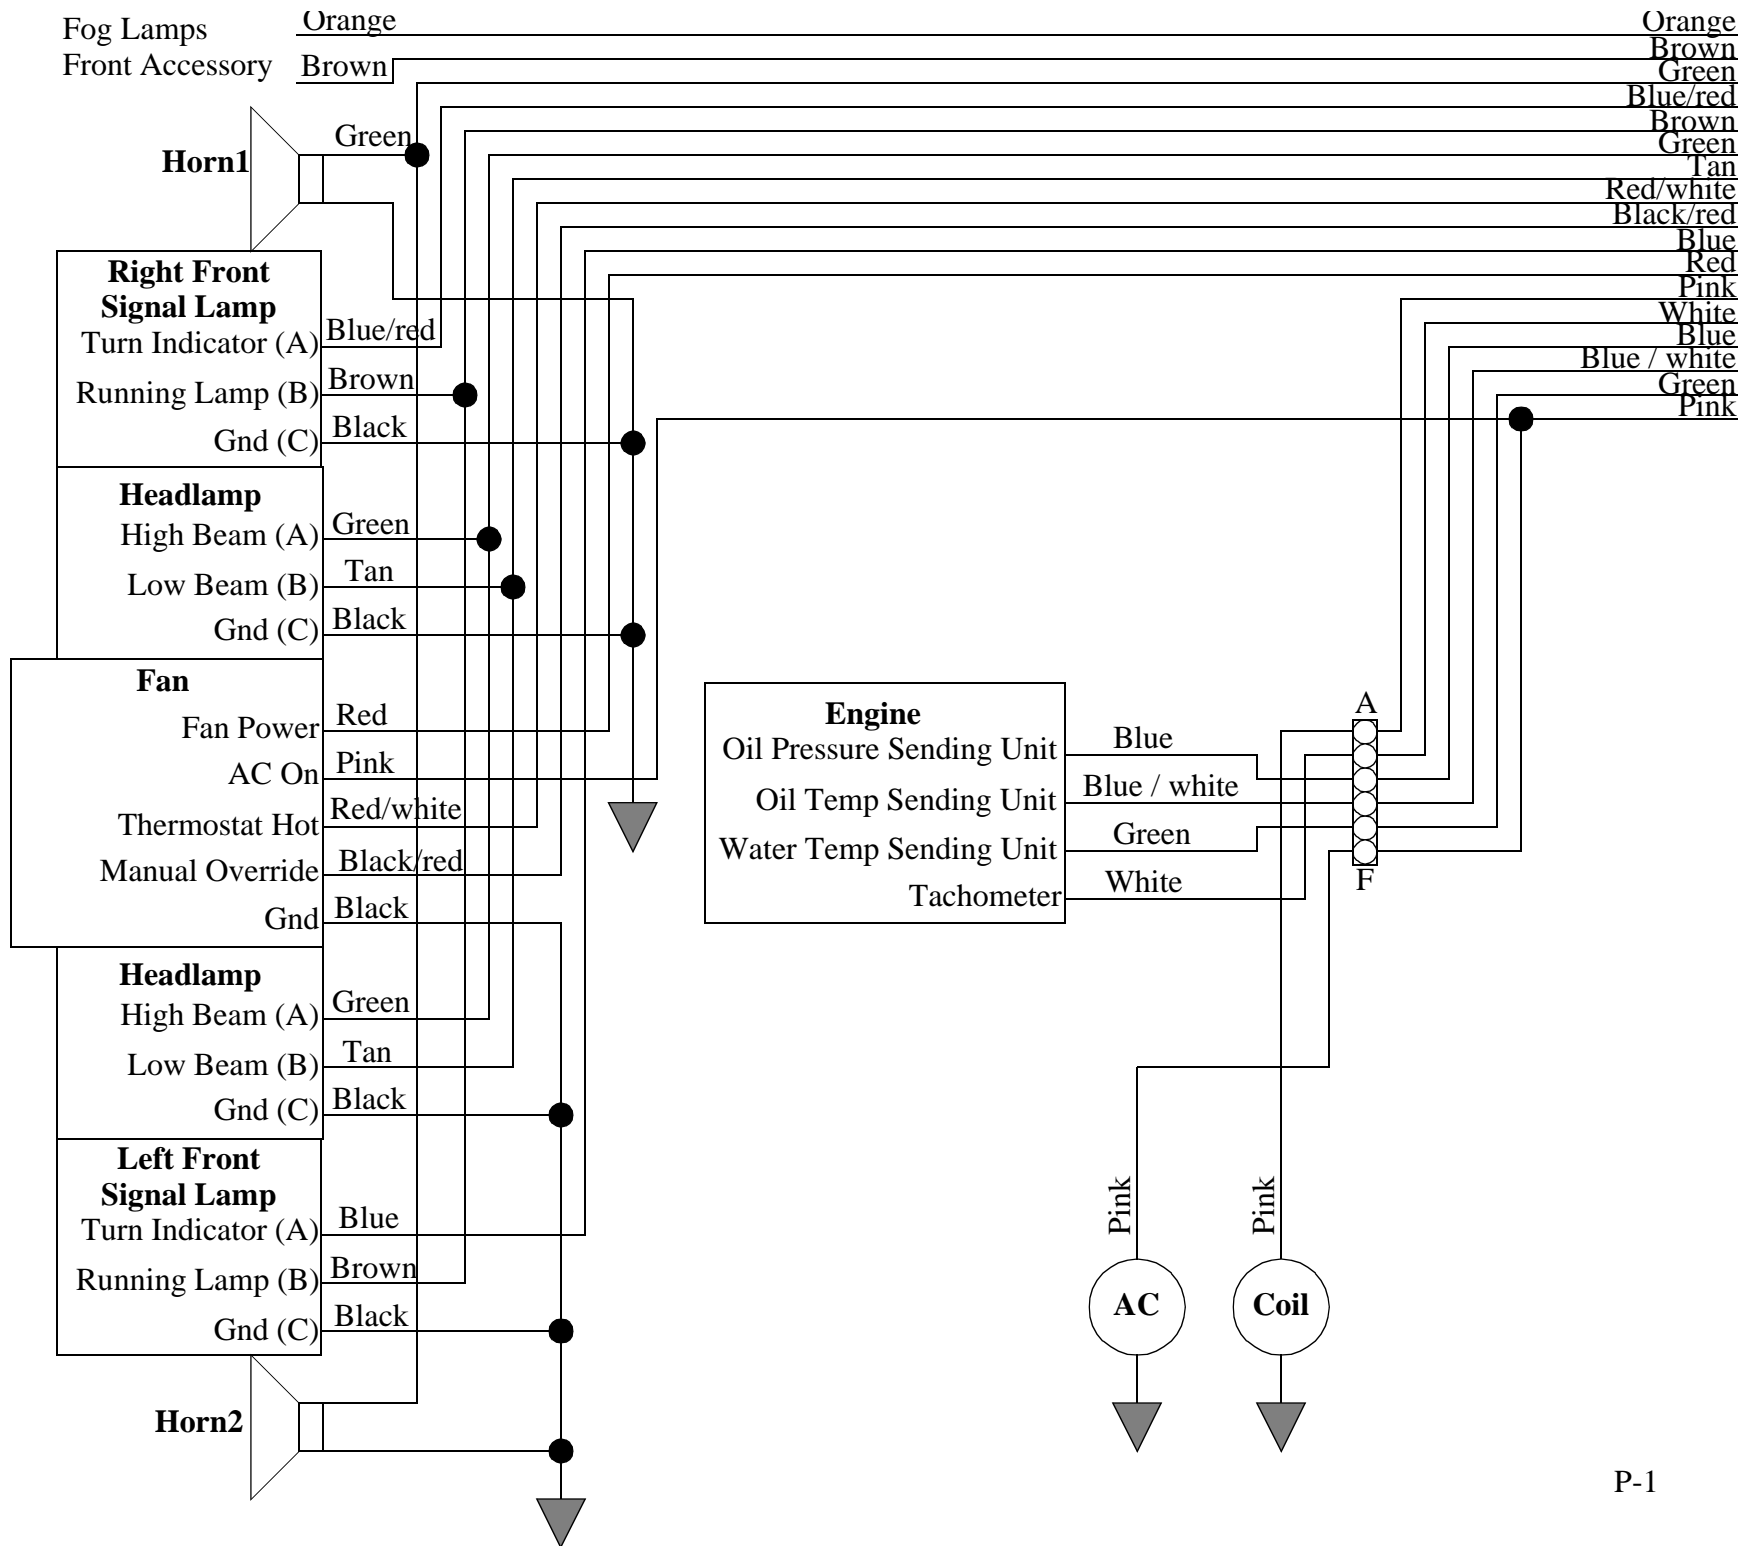 Fog Lamps
Orange
Orange
Front Accessory
Brown
Brown
Green
Blue/red
Brown
Green
Tan
Red/white
Black/red
Blue
Red
Pink
White
Blue
Blue / white
Green
Pink
Horn1
Green
Right Front
Signal Lamp
Turn Indicator (A)
Blue/red
Running Lamp (B)
Brown
Gnd (C)
Black
Headlamp
High Beam (A)
Green
Low Beam (B)
Tan
Gnd (C)
Black
Fan
Fan Power
Red
AC On
Pink
Thermostat Hot
Red/white
Manual Override
Black/red
Gnd
Black
Headlamp
High Beam (A)
Green
Low Beam (B)
Tan
Gnd (C)
Black
Left Front
Signal Lamp
Turn Indicator (A)
Blue
Running Lamp (B)
Brown
Gnd (C)
Black
Horn2
Engine
Oil Pressure Sending Unit
Blue
Oil Temp Sending Unit
Blue / white
Water Temp Sending Unit
Green
Tachometer
White
A
F
Pink
Pink
AC
Coil
P-1